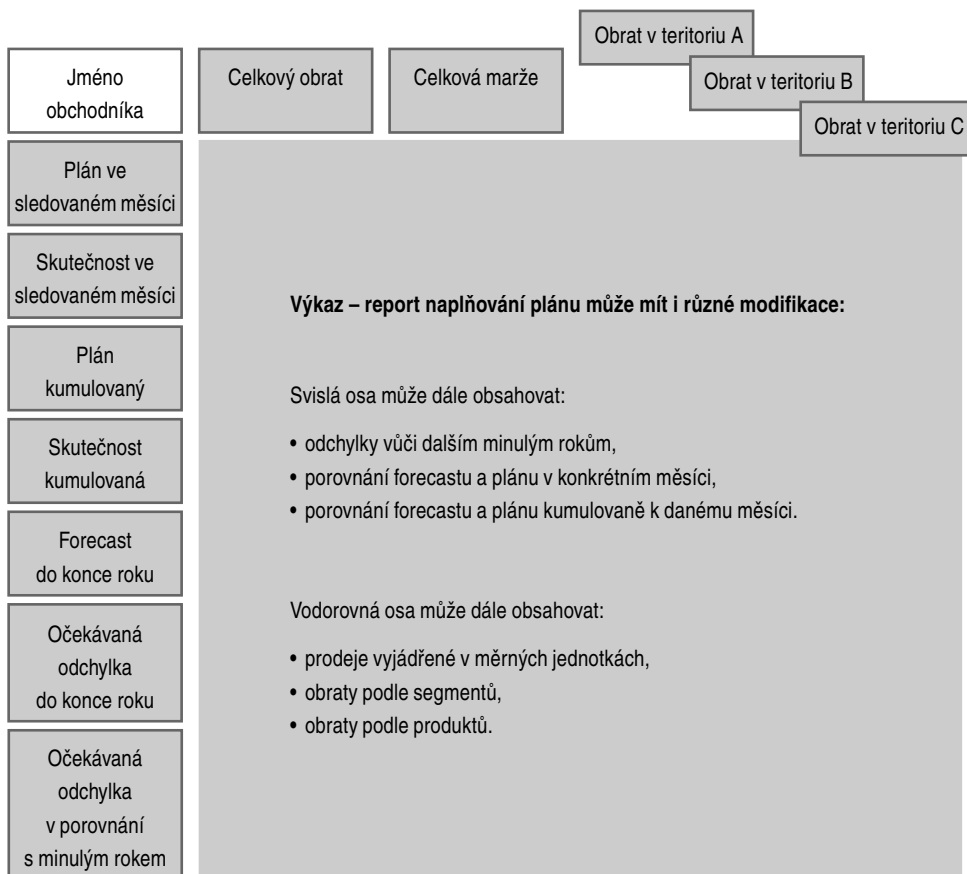 Obrat v teritoriu A
Jméno
obchodníka
Celkový obrat
Celková marže
Obrat v teritoriu B
Obrat v teritoriu C
Plán ve
sledovaném měsíci
Skutečnost ve
sledovaném měsíci
Plán
kumulovaný
Skutečnost
kumulovaná
Forecast
do konce roku
Očekávaná
odchylka
do konce roku
Očekávaná
odchylka
v porovnání
s minulým rokem
Výkaz – report naplňování plánu může mít i různé modifikace:
Svislá osa může dále obsahovat:
• odchylky vůči dalším minulým rokům,
• porovnání forecastu a plánu v konkrétním měsíci,
• porovnání forecastu a plánu kumulovaně k danému měsíci.
Vodorovná osa může dále obsahovat:
• prodeje vyjádřené v měrných jednotkách,
• obraty podle segmentů,
• obraty podle produktů.